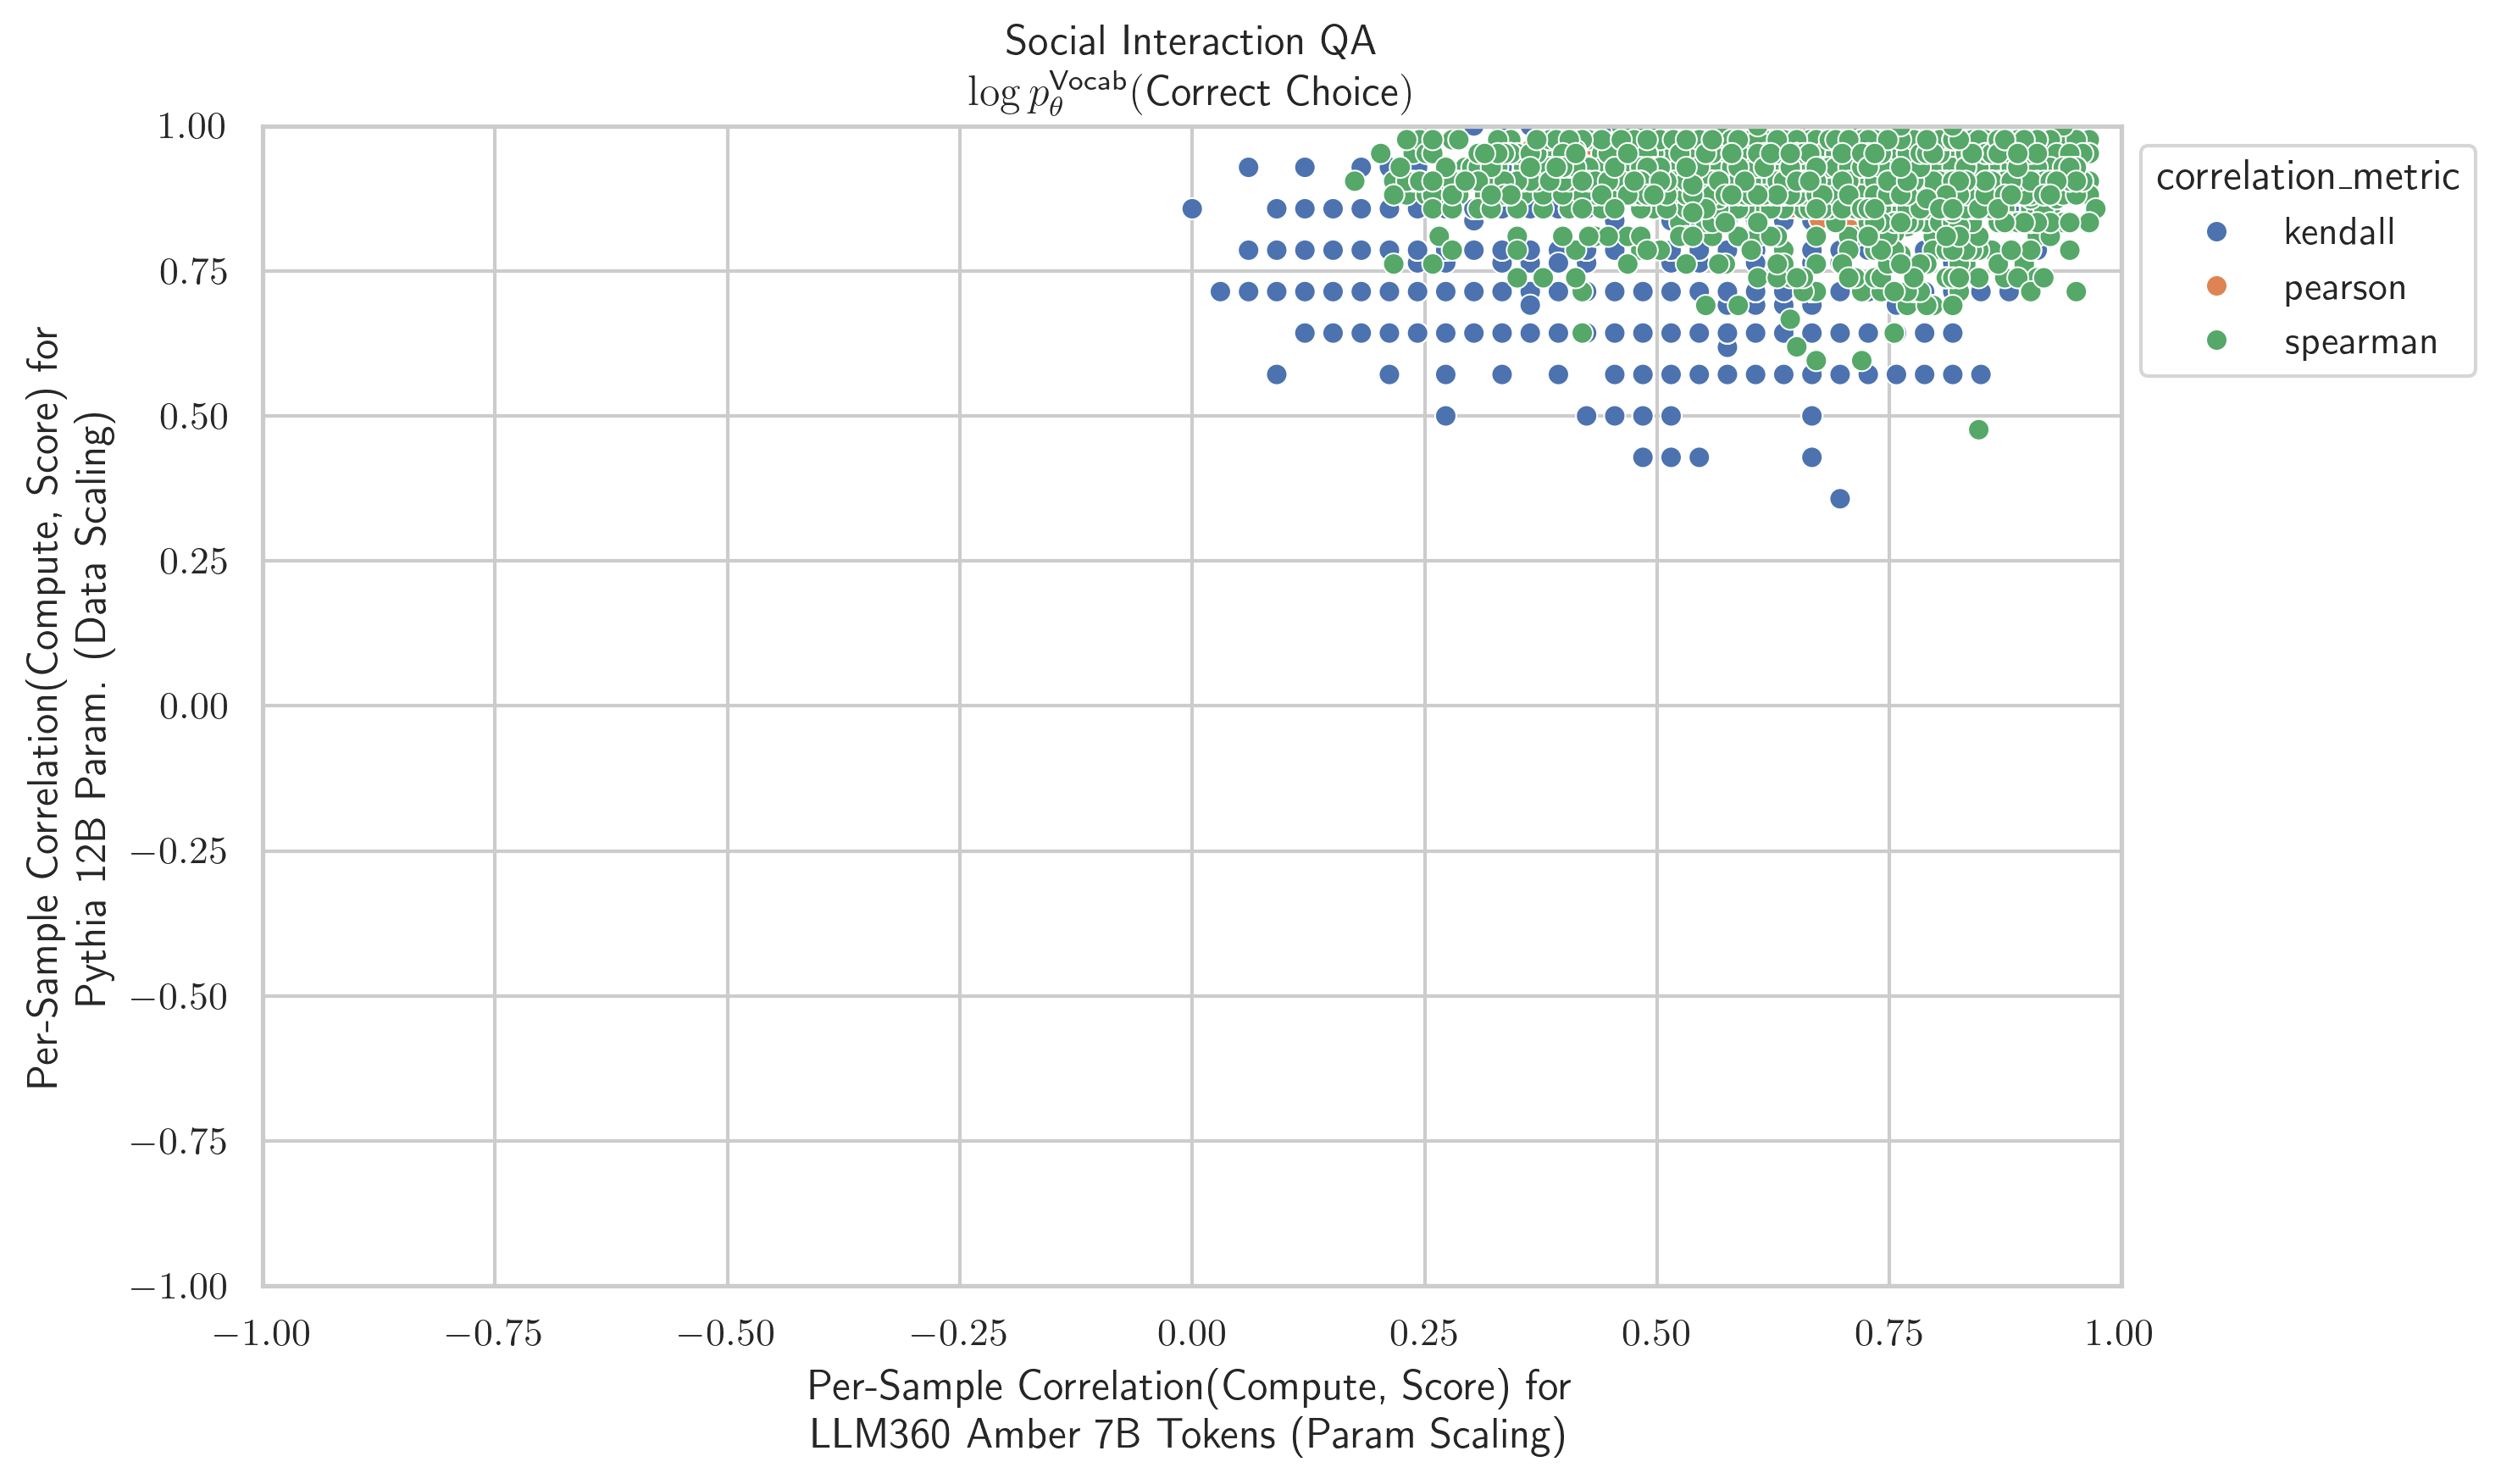 Social Interaction QA
log p_θ^Vocab(Correct Choice)
1.00
0.75
0.50
0.25
0.00
−0.25
−0.50
−0.75
−1.00
Per-Sample Correlation(Compute, Score) for
Pythia 12B Param. (Data Scaling)
correlation_metric
kendall
pearson
spearman
−1.00 −0.75 −0.50 −0.25 0.00 0.25 0.50 0.75 1.00
Per-Sample Correlation(Compute, Score) for
LLM360 Amber 7B Tokens (Param Scaling)